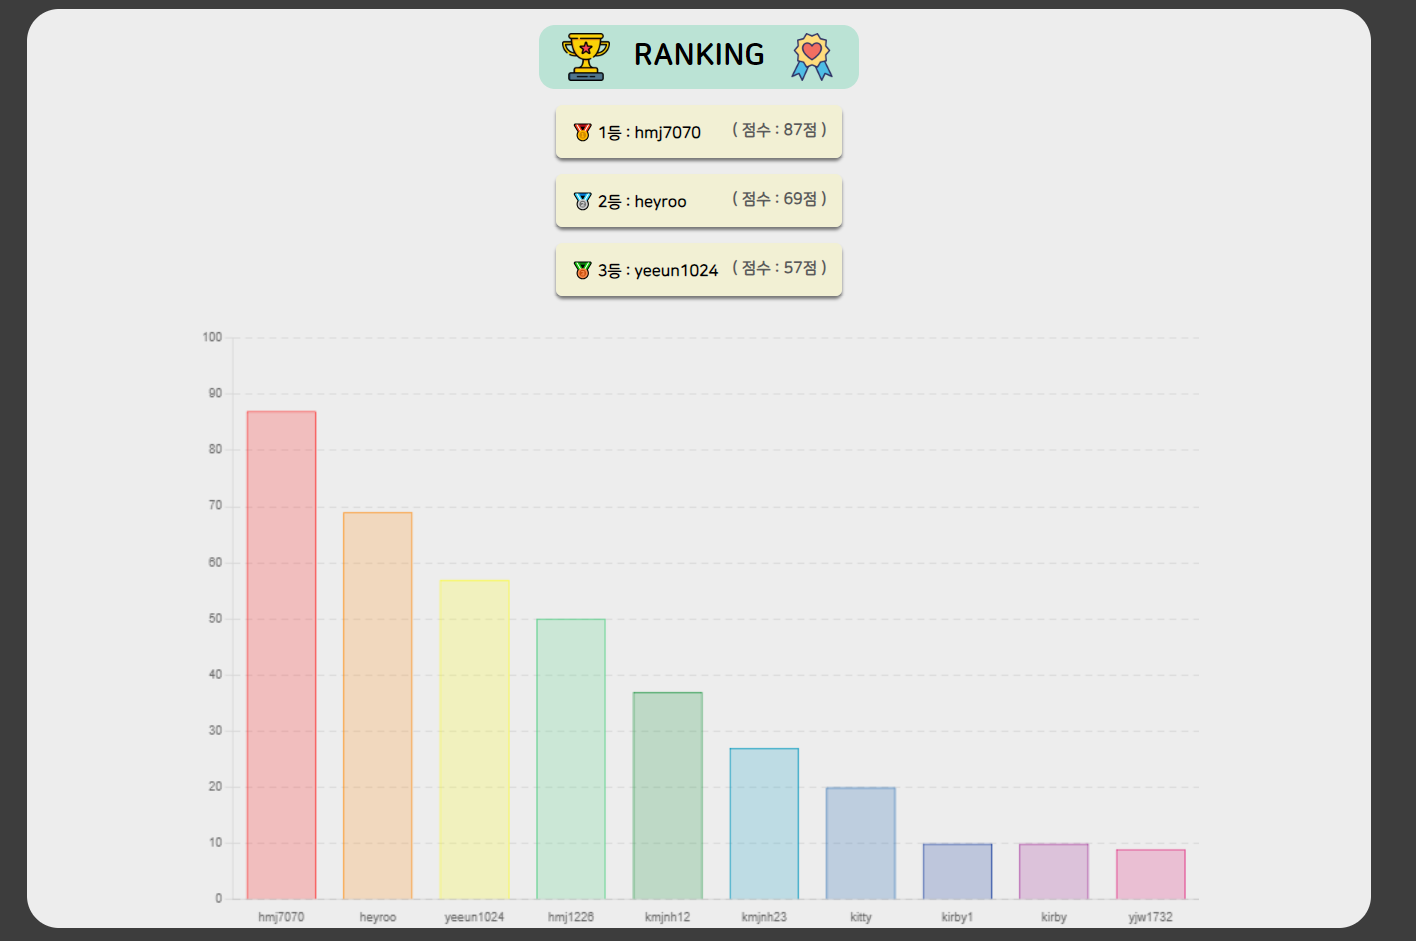 RANKING
1등 : hmj7070 ( 점수 : 87점 )
2등 : heyroo ( 점수 : 69점 )
3등 : yeeun1024 ( 점수 : 57점 )
100
90
80
70
60
50
40
30
20
10
0
hmj7070 heyroo yeeun1024 hmj1226 kmjnh12 kmjnh23 kitty kirby1 kirby yjw1732